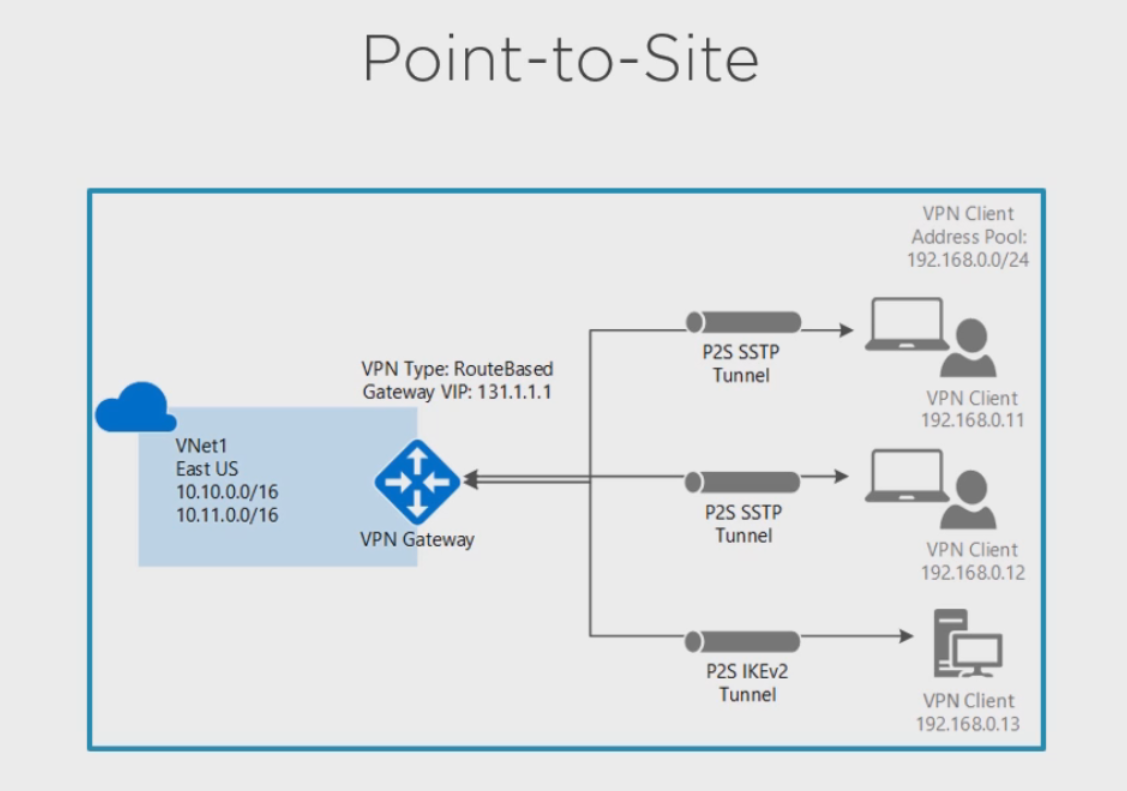 Point-to-Site
VPN Client
Address Pool:
192.168.0.0/24
P2S SSTP
Tunnel
VPN Type: RouteBased
Gateway VIP: 131.1.1.1
VPN Client
192.168.0.11
VNet1
East US
10.10.0.0/16
10.11.0.0/16
VPN Gateway
P2S SSTP
Tunnel
VPN Client
192.168.0.12
P2S IKEv2
Tunnel
VPN Client
192.168.0.13